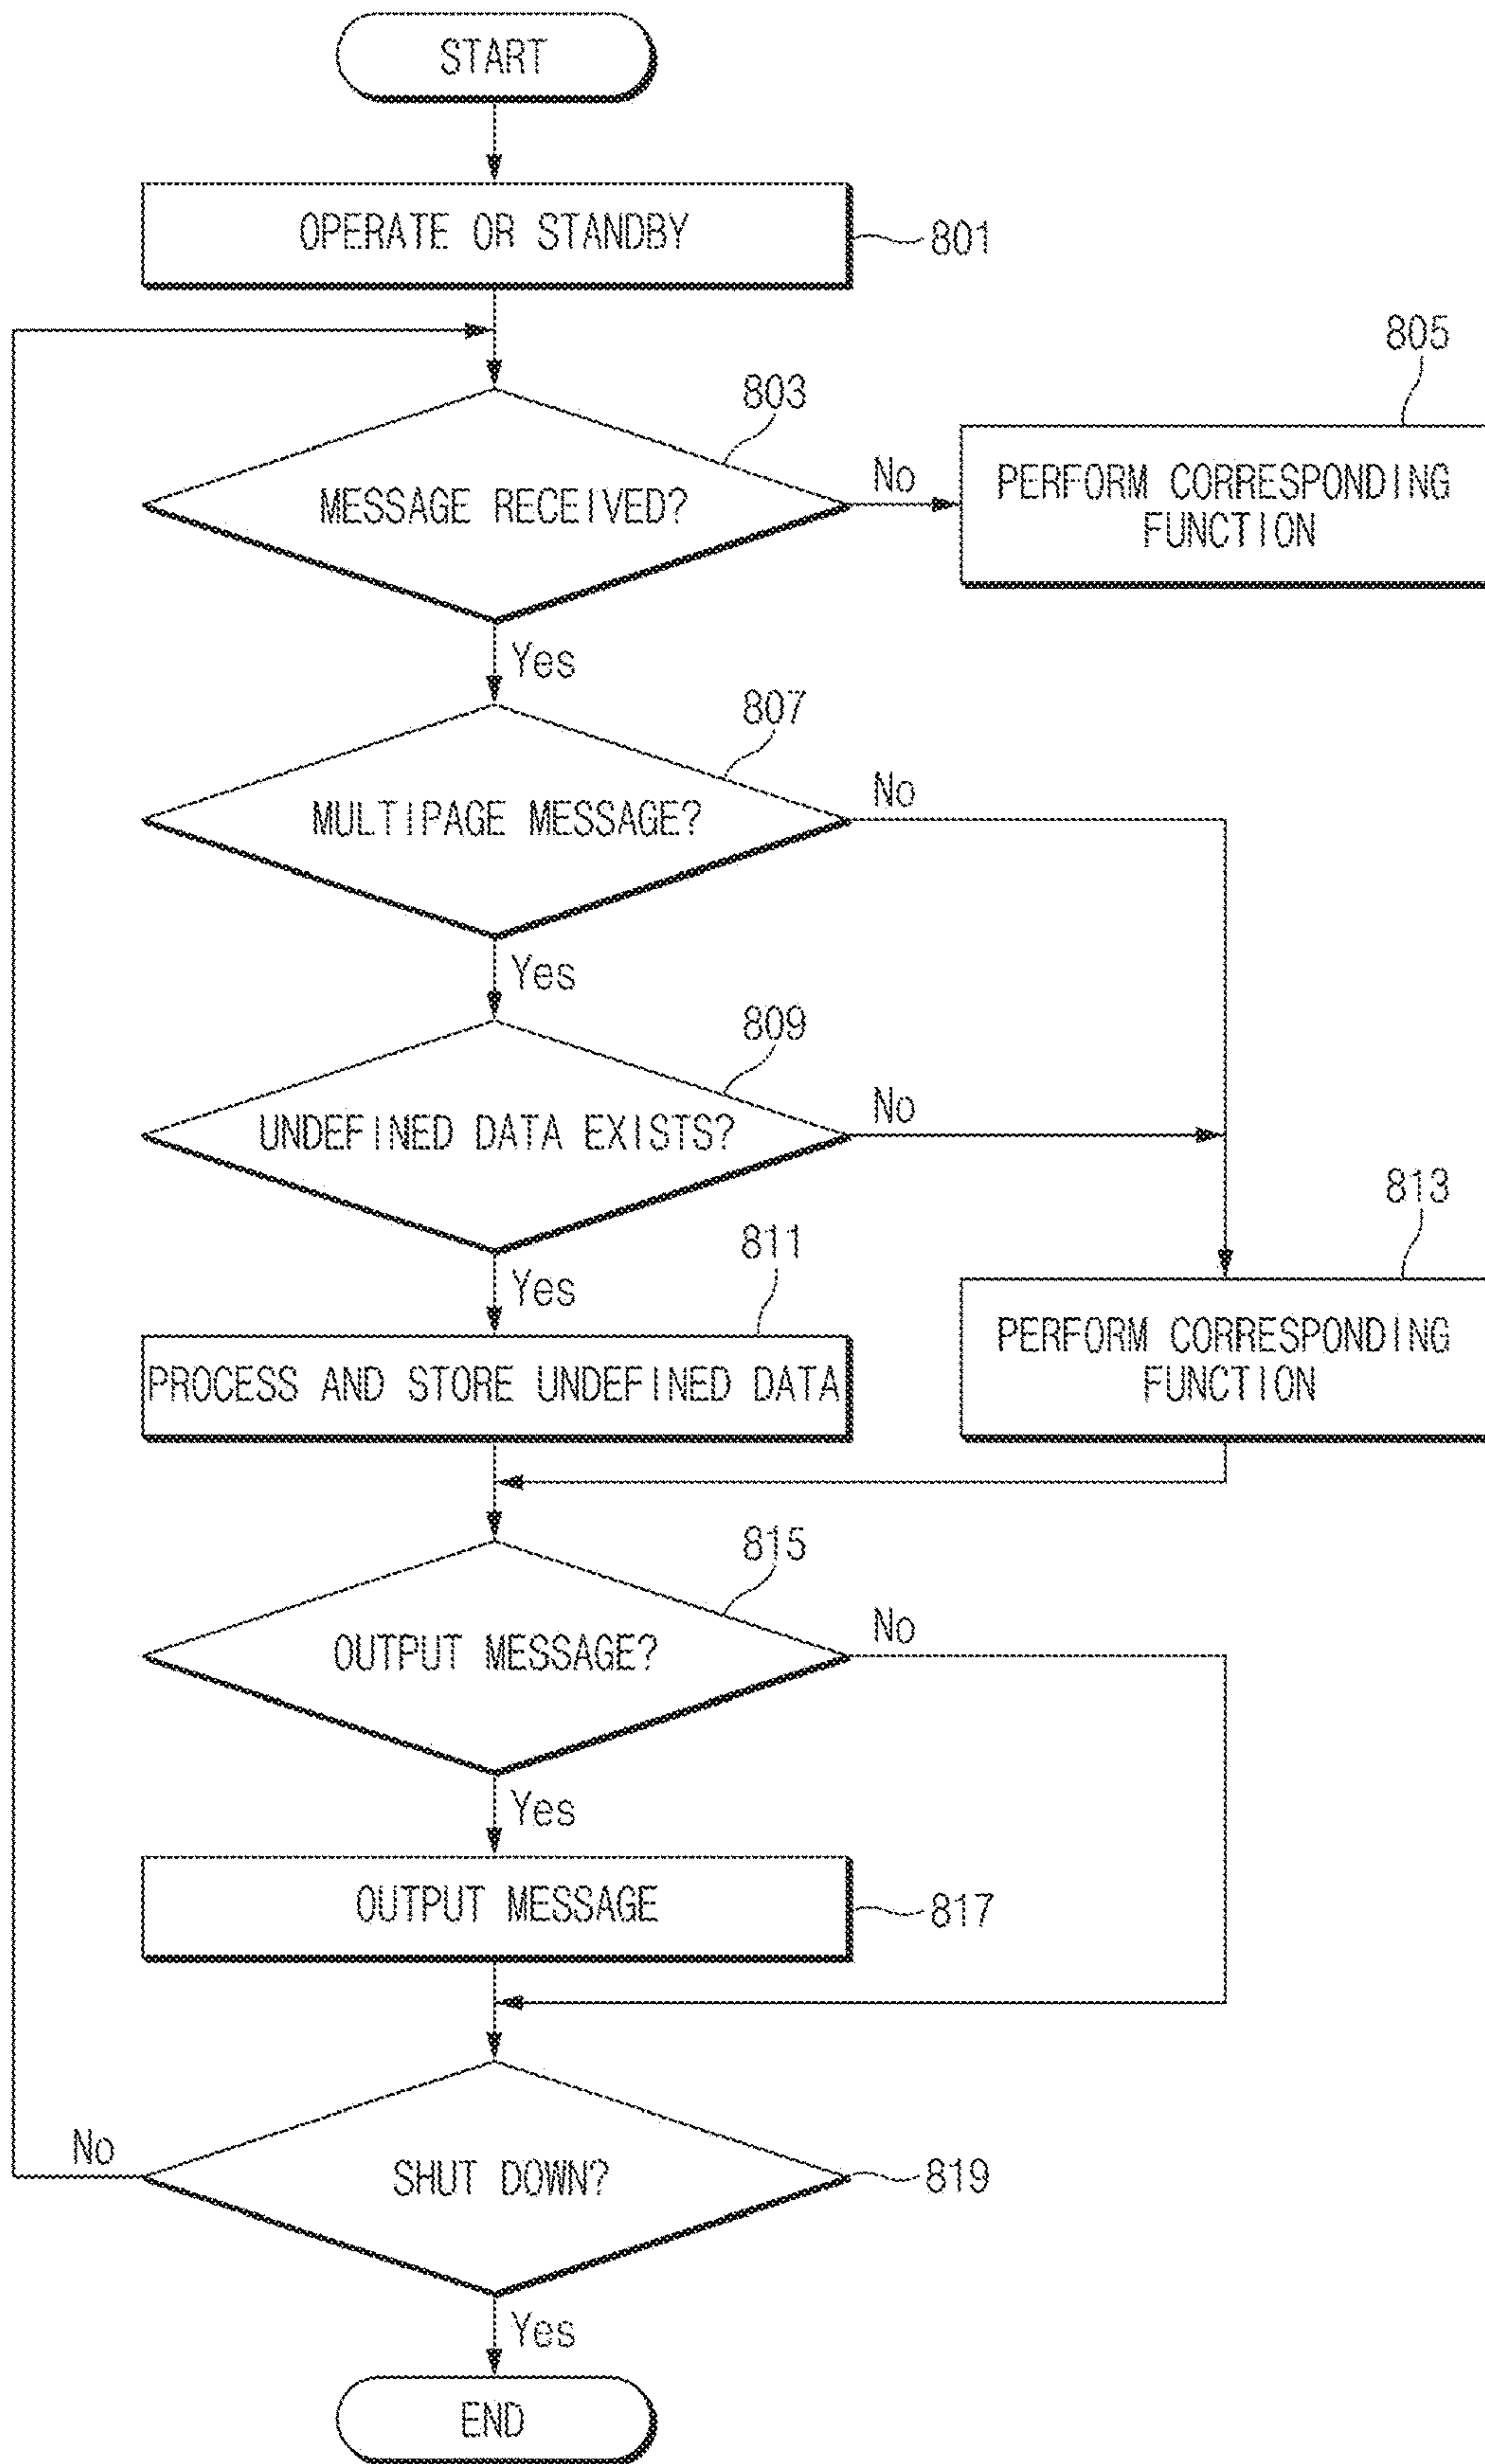 START
OPERATE OR STANDBY
801
805
803
MESSAGE RECEIVED?
No
PERFORM CORRESPONDING
FUNCTION
Yes
807
MULTIPAGE MESSAGE?
No
Yes
809
UNDEFINED DATA EXISTS?
No
813
811
Yes
PROCESS AND STORE UNDEFINED DATA
PERFORM CORRESPONDING
FUNCTION
815
OUTPUT MESSAGE?
No
Yes
OUTPUT MESSAGE
817
No
SHUT DOWN?
819
Yes
END